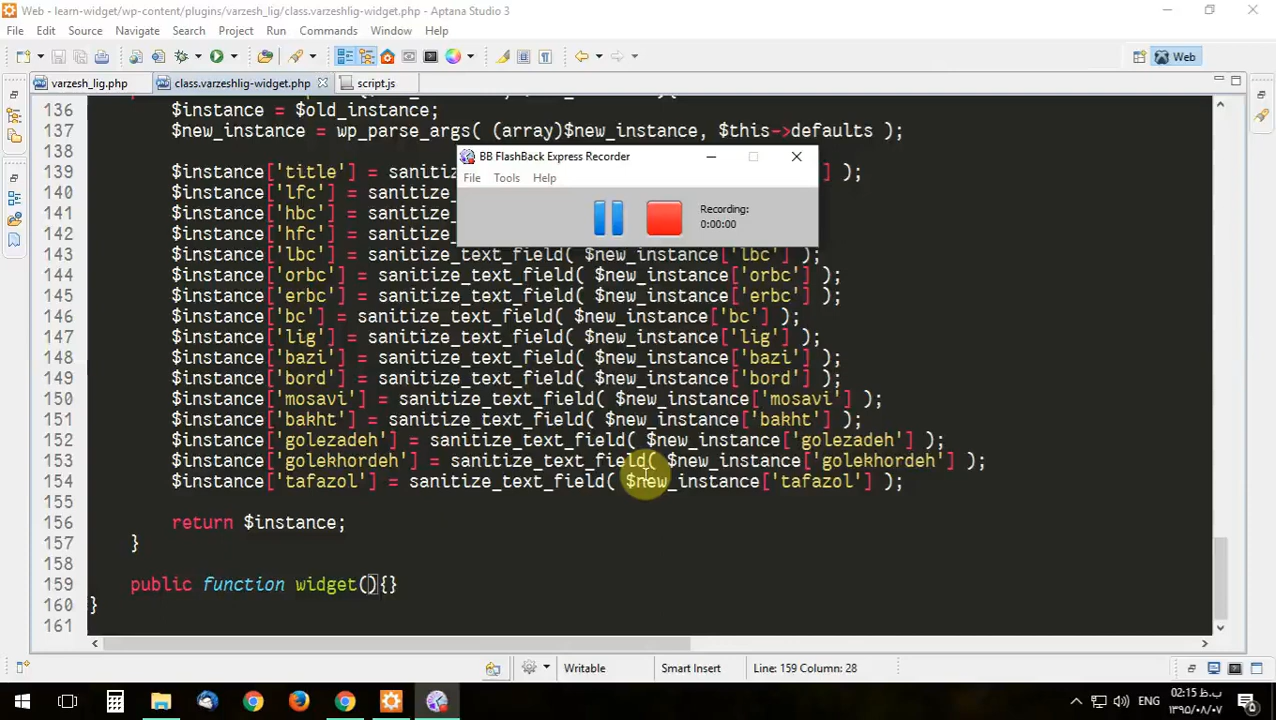 Web - learn-widget/wp-content/plugins/varzesh_lig/class.varzeshlig-widget.php - Aptana Studio 3
File Edit Source Navigate Search Project Run Commands Window Help
Web
varzesh_lig.php class.varzeshlig-widget.php script.js
136 $instance = $old_instance;
137 $new_instance = wp_parse_args( (array)$new_instance, $this->defaults );
138
BB FlashBack Express Recorder
File Tools Help
Recording:
0:00:00
139 $instance['title'] = ] );
140 $instance['lfc'] =
141 $instance['hbc'] =
142 $instance['hfc'] =
143 $instance['lbc'] = sanitize_text_field( $new_instance['lbc'] );
144 $instance['orbc'] = sanitize_text_field( $new_instance['orbc'] );
145 $instance['erbc'] = sanitize_text_field( $new_instance['erbc'] );
146 $instance['bc'] = sanitize_text_field( $new_instance['bc'] );
147 $instance['lig'] = sanitize_text_field( $new_instance['lig'] );
148 $instance['bazi'] = sanitize_text_field( $new_instance['bazi'] );
149 $instance['bord'] = sanitize_text_field( $new_instance['bord'] );
150 $instance['mosavi'] = sanitize_text_field( $new_instance['mosavi'] );
151 $instance['bakht'] = sanitize_text_field( $new_instance['bakht'] );
152 $instance['golezadeh'] = sanitize_text_field( $new_instance['golezadeh'] );
153 $instance['golekhordeh'] = sanitize_text_field( $new_instance['golekhordeh'] );
154 $instance['tafazol'] = sanitize_text_field( $new_instance['tafazol'] );
155
156 return $instance;
157 }
158
159 public function widget(){}
160 }
161
Writable Smart Insert Line: 159 Column: 28
ENG 02:15 ب.ظ
۱۳۹۵/۰۸/۰۷